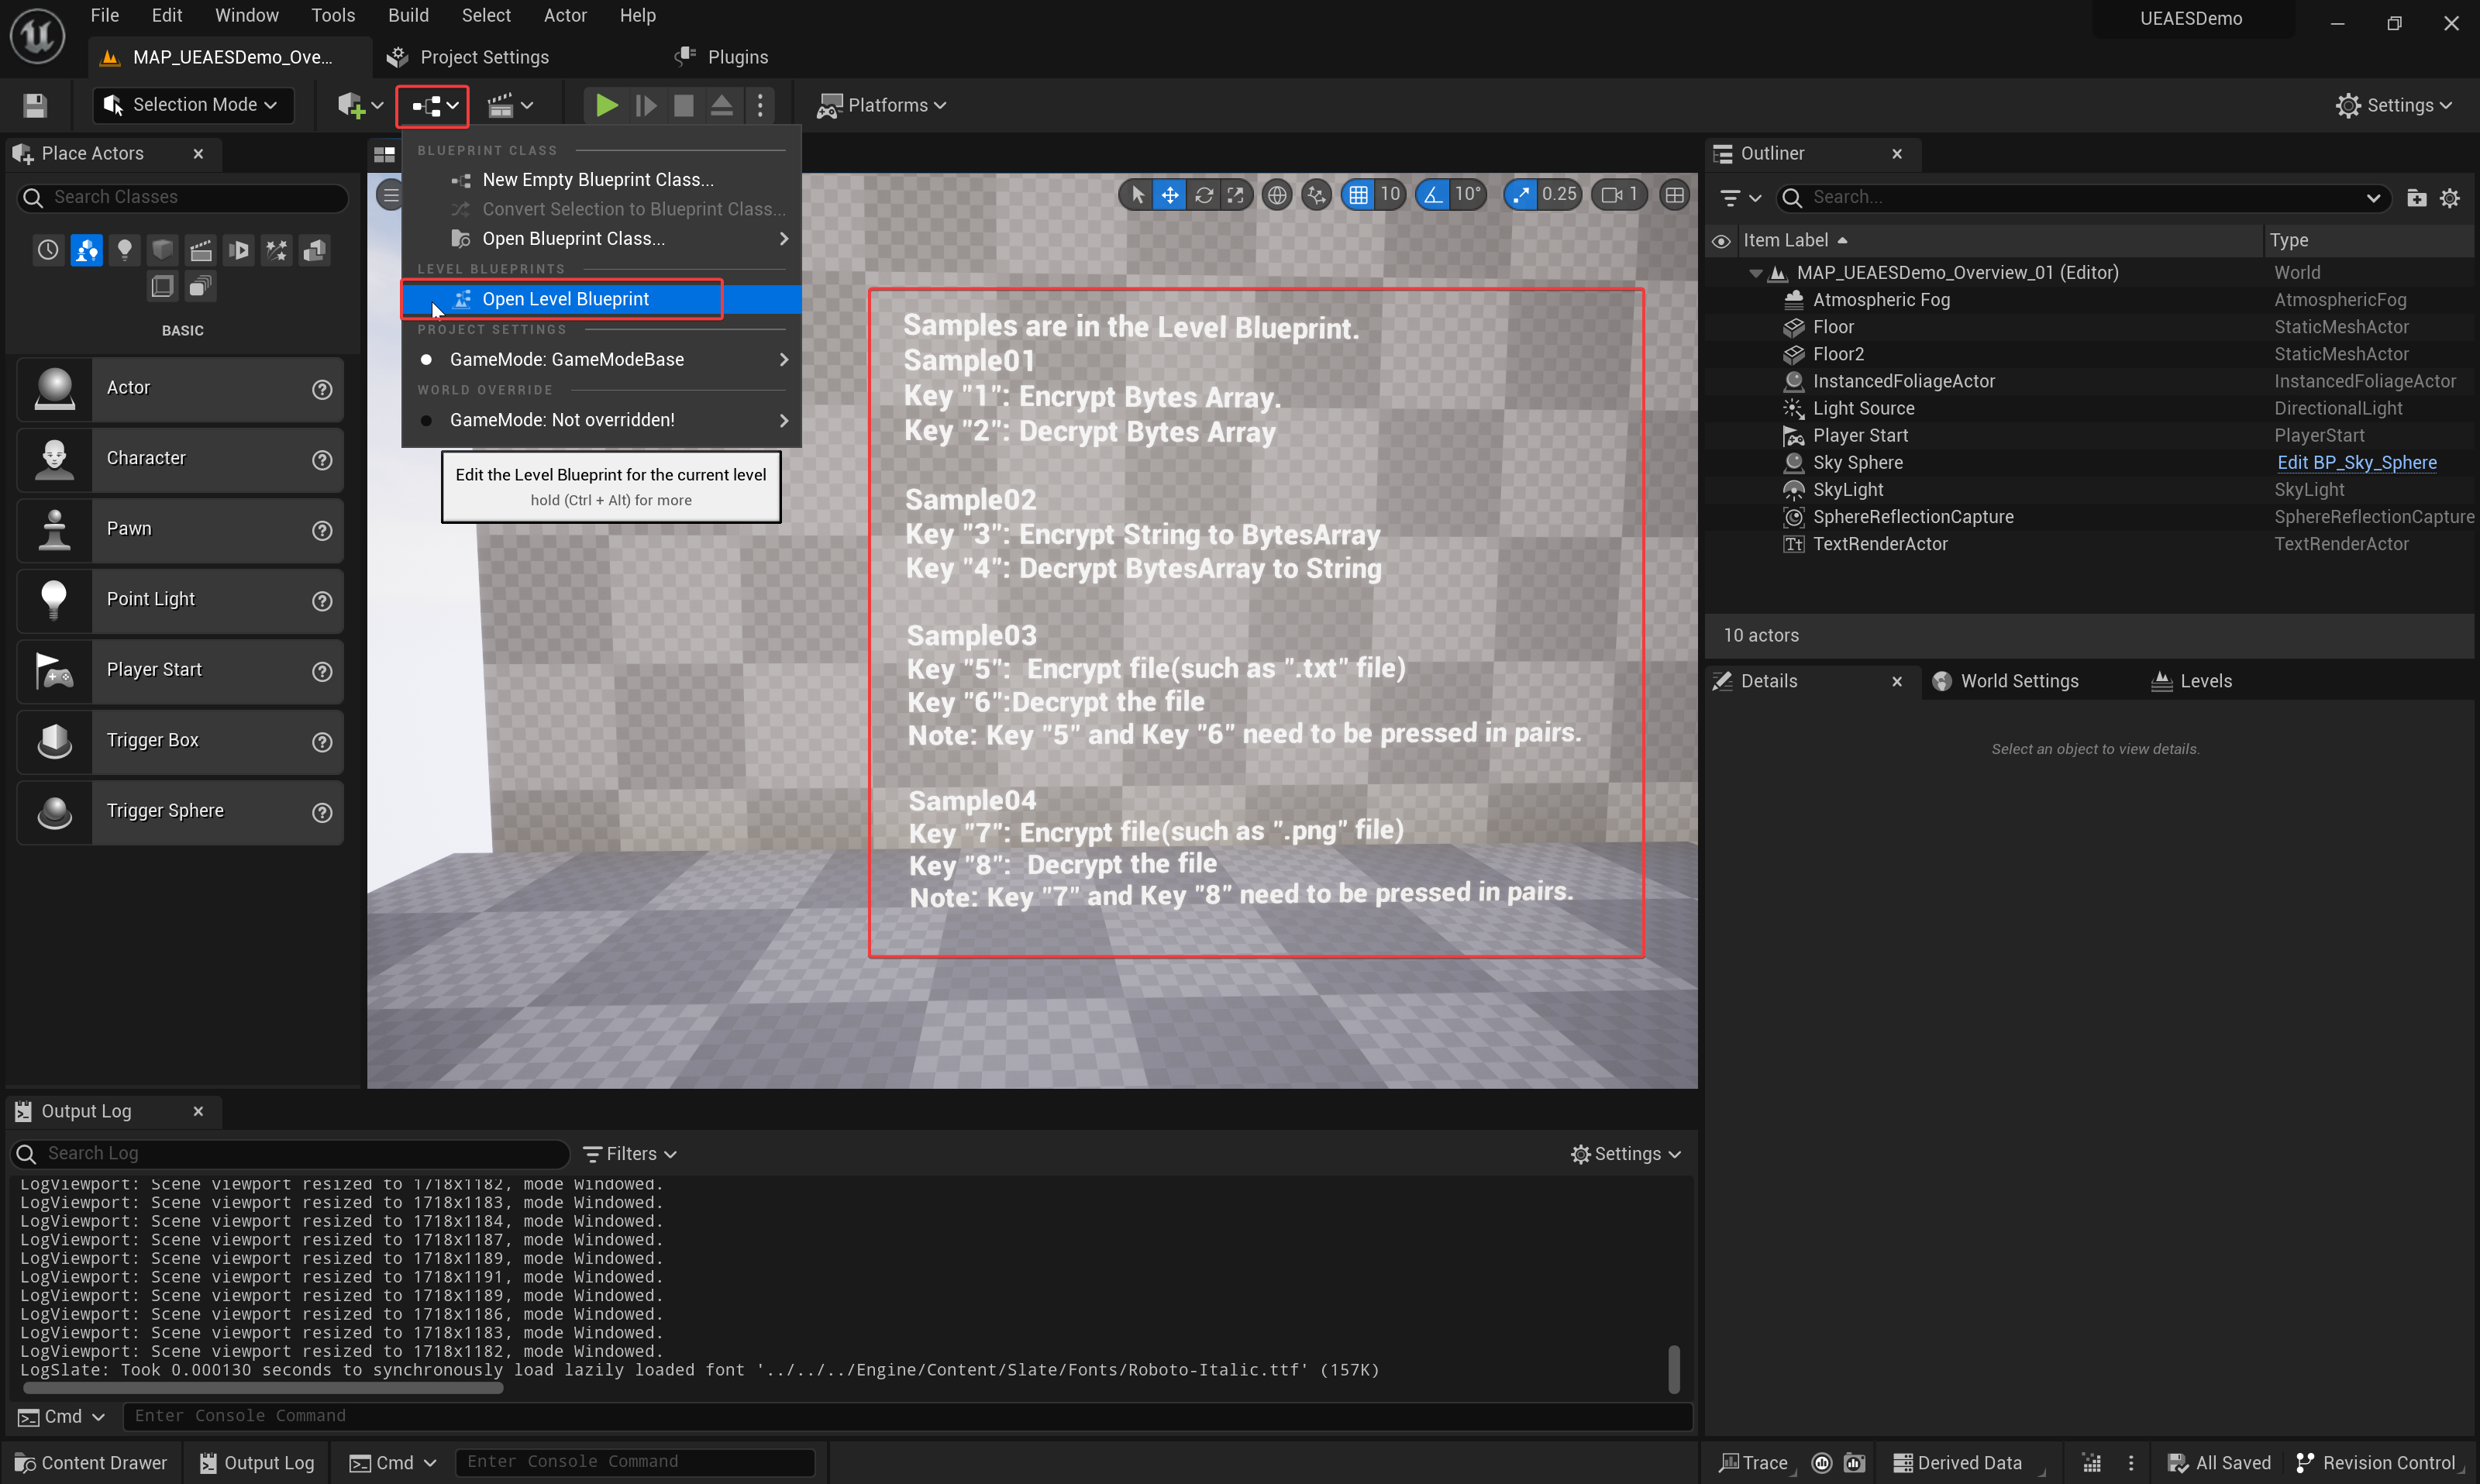 File Edit Window Tools Build Select Actor Help
UEAESDemo
MAP_UEAESDemo_Ove...
Project Settings
Plugins
Selection Mode
Platforms
Settings
Place Actors
Search Classes
BASIC
Actor
Character
Pawn
Point Light
Player Start
Trigger Box
Trigger Sphere
BLUEPRINT CLASS
New Empty Blueprint Class...
Convert Selection to Blueprint Class...
Open Blueprint Class...
LEVEL BLUEPRINTS
Open Level Blueprint
PROJECT SETTINGS
GameMode: GameModeBase
WORLD OVERRIDE
GameMode: Not overridden!
Edit the Level Blueprint for the current level
hold (Ctrl + Alt) for more
10
10°
0.25
1
Samples are in the Level Blueprint.
Sample01
Key "1": Encrypt Bytes Array.
Key "2": Decrypt Bytes Array
Sample02
Key "3": Encrypt String to BytesArray
Key "4": Decrypt BytesArray to String
Sample03
Key "5":  Encrypt file(such as ".txt" file)
Key "6":Decrypt the file
Note: Key "5" and Key "6" need to be pressed in pairs.
Sample04
Key "7": Encrypt file(such as ".png" file)
Key "8":  Decrypt the file
Note: Key "7" and Key "8" need to be pressed in pairs.
Outliner
Search...
Item Label Type
MAP_UEAESDemo_Overview_01 (Editor) World
Atmospheric Fog AtmosphericFog
Floor StaticMeshActor
Floor2 StaticMeshActor
InstancedFoliageActor InstancedFoliageActor
Light Source DirectionalLight
Player Start PlayerStart
Sky Sphere Edit BP_Sky_Sphere
SkyLight SkyLight
SphereReflectionCapture SphereReflectionCapture
TextRenderActor TextRenderActor
10 actors
Details
World Settings
Levels
Select an object to view details.
Output Log
Search Log
Filters
Settings
LogViewport: Scene viewport resized to 1718x1182, mode Windowed.
LogViewport: Scene viewport resized to 1718x1183, mode Windowed.
LogViewport: Scene viewport resized to 1718x1184, mode Windowed.
LogViewport: Scene viewport resized to 1718x1187, mode Windowed.
LogViewport: Scene viewport resized to 1718x1189, mode Windowed.
LogViewport: Scene viewport resized to 1718x1191, mode Windowed.
LogViewport: Scene viewport resized to 1718x1189, mode Windowed.
LogViewport: Scene viewport resized to 1718x1186, mode Windowed.
LogViewport: Scene viewport resized to 1718x1183, mode Windowed.
LogViewport: Scene viewport resized to 1718x1182, mode Windowed.
LogSlate: Took 0.000130 seconds to synchronously load lazily loaded font '../../../Engine/Content/Slate/Fonts/Roboto-Italic.ttf' (157K)
Cmd
Enter Console Command
Content Drawer
Output Log
Cmd
Enter Console Command
Trace
Derived Data
All Saved
Revision Control